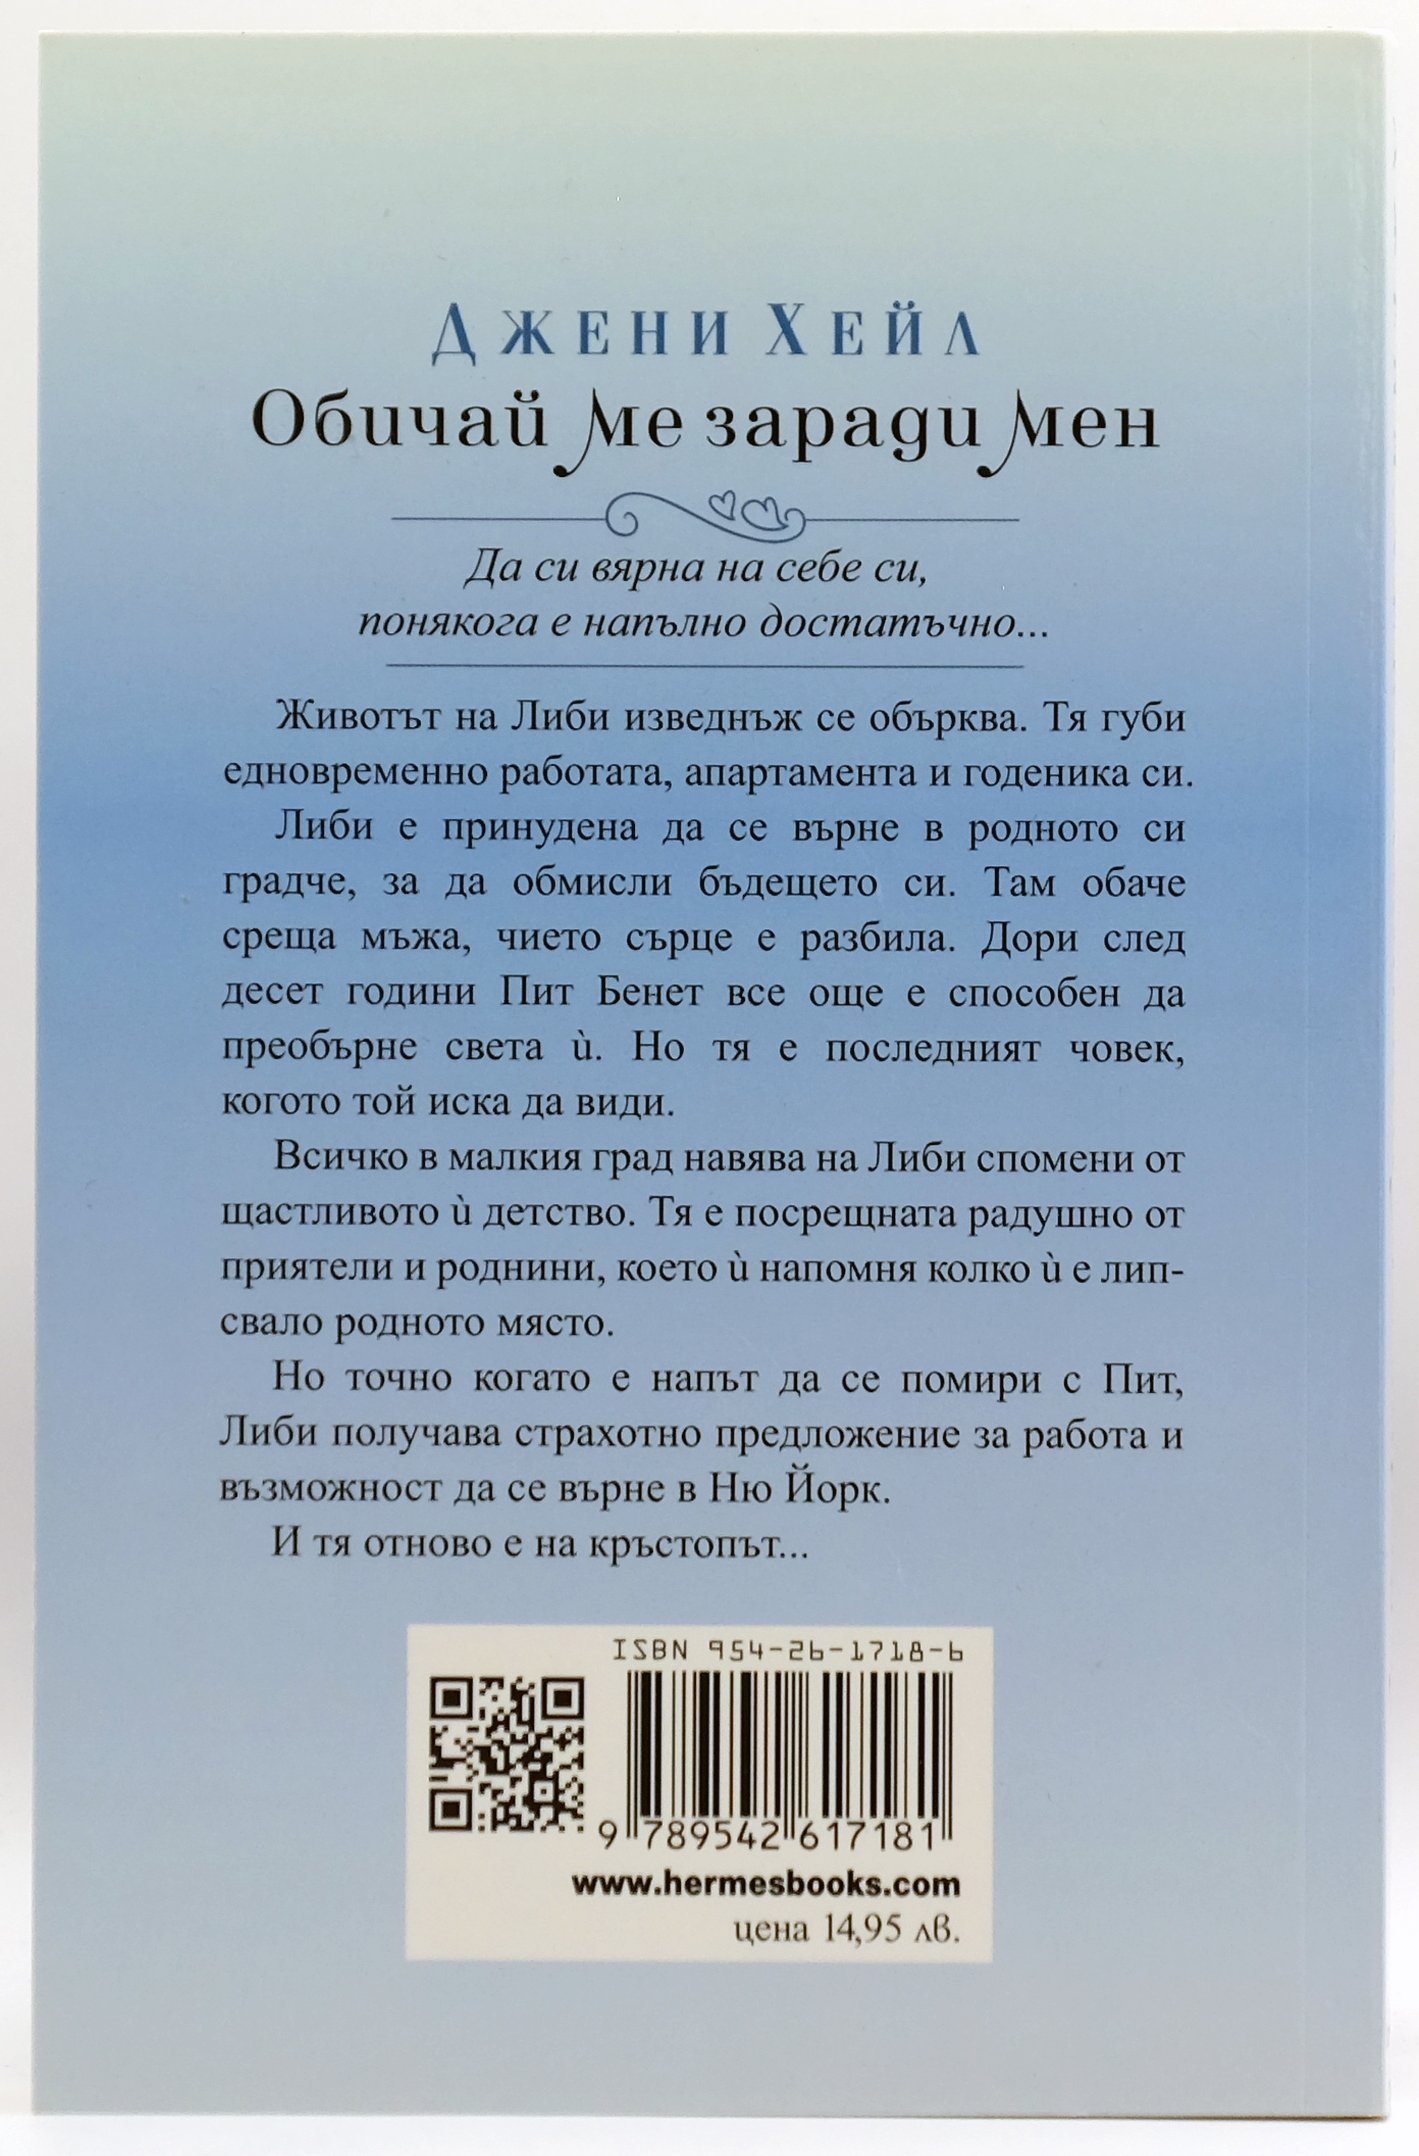 ДЖЕНИ ХЕЙЛ
Обичай ме заради мен
Да си вярна на себе си,
понякога е напълно достатъчно...
Животът на Либи изведнъж се обърква. Тя губи
едновременно работата, апартамента и годеника си.
Либи е принудена да се върне в родното си
градче, за да обмисли бъдещето си. Там обаче
среща мъжа, чието сърце е разбила. Дори след
десет години Пит Бенет все още е способен да
преобърне света ѝ. Но тя е последният човек,
когото той иска да види.
Всичко в малкия град навява на Либи спомени от
щастливото ѝ детство. Тя е посрещната радушно от
приятели и роднини, което ѝ напомня колко ѝ е лип-
свало родното място.
Но точно когато е напът да се помири с Пит,
Либи получава страхотно предложение за работа и
възможност да се върне в Ню Йорк.
И тя отново е на кръстопът...
ISBN 954-26-1718-6
9 789542 617181
www.hermesbooks.com
цена 14,95 лв.